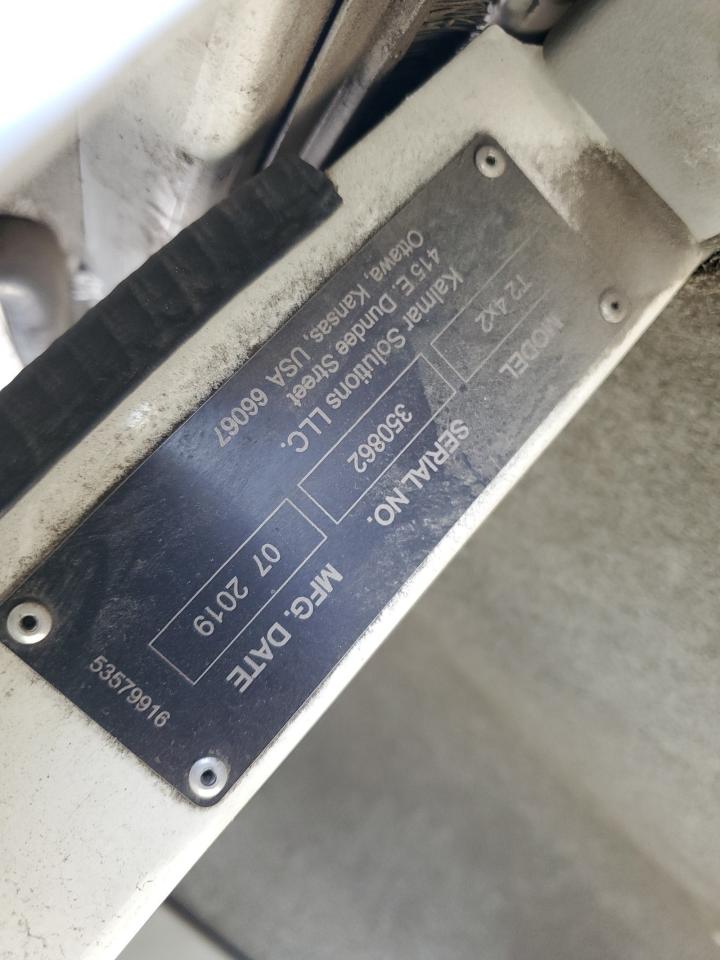 MODEL SERIAL NO. MFG. DATE
T2 4x2 350862 07 2019
Kalmar Solutions LLC.
415 E. Dundee Street
Ottawa, Kansas, USA 66067
53579916